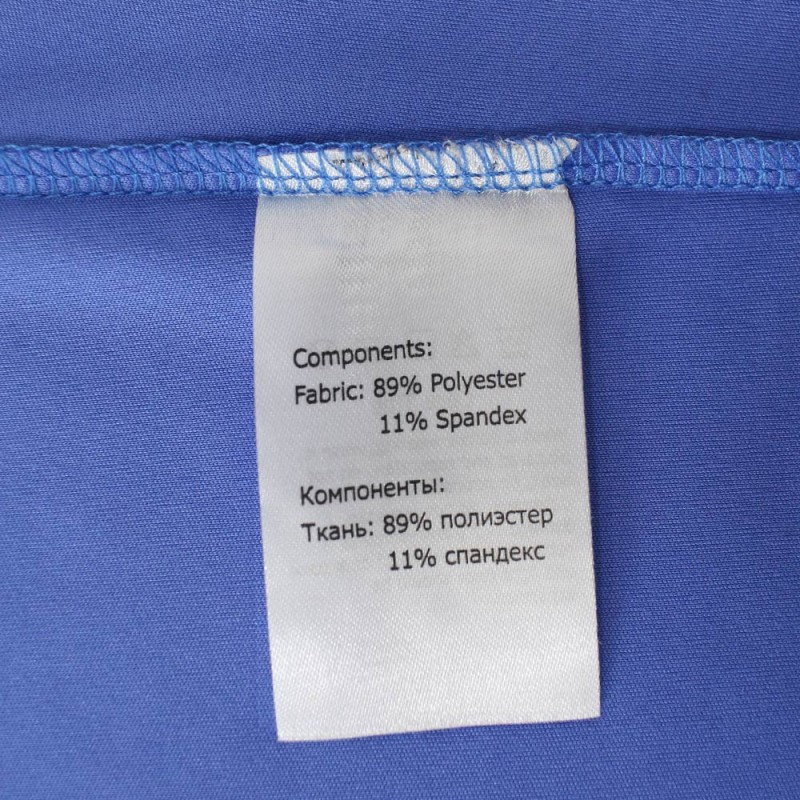 Components:
Fabric: 89% Polyester
11% Spandex
Компоненты:
Ткань: 89% полиэстер
11% спандекс